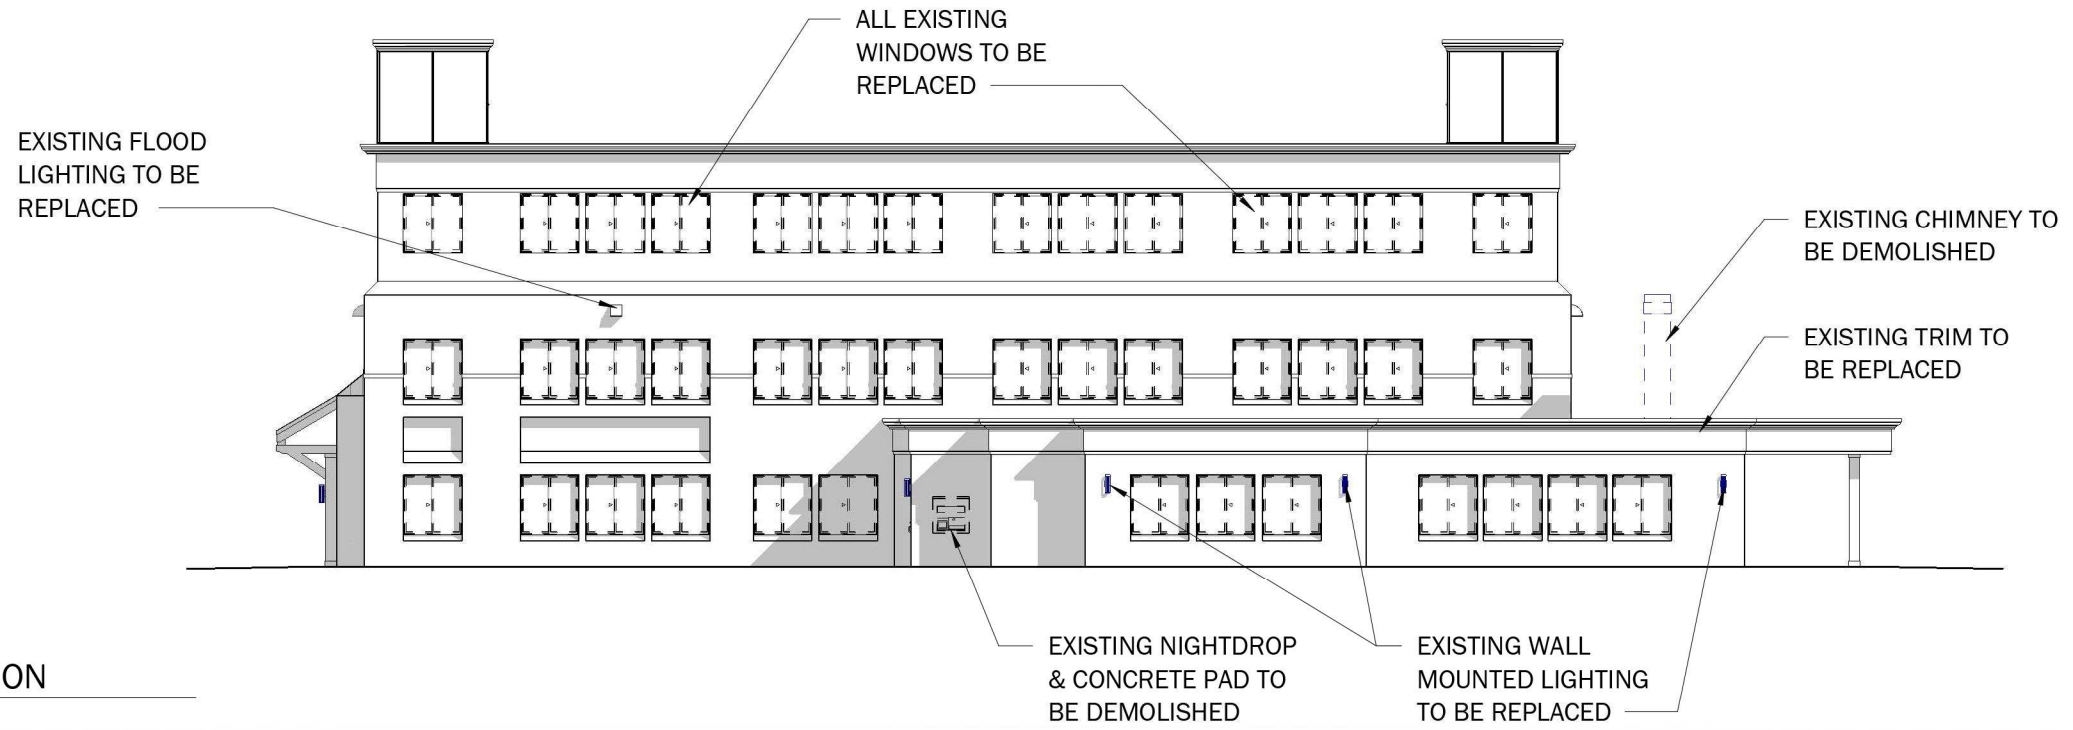 ALL EXISTING
WINDOWS TO BE
REPLACED
EXISTING FLOOD
LIGHTING TO BE
REPLACED
EXISTING CHIMNEY TO
BE DEMOLISHED
EXISTING TRIM TO
BE REPLACED
EXISTING NIGHTDROP
& CONCRETE PAD TO
BE DEMOLISHED
EXISTING WALL
MOUNTED LIGHTING
TO BE REPLACED
ON